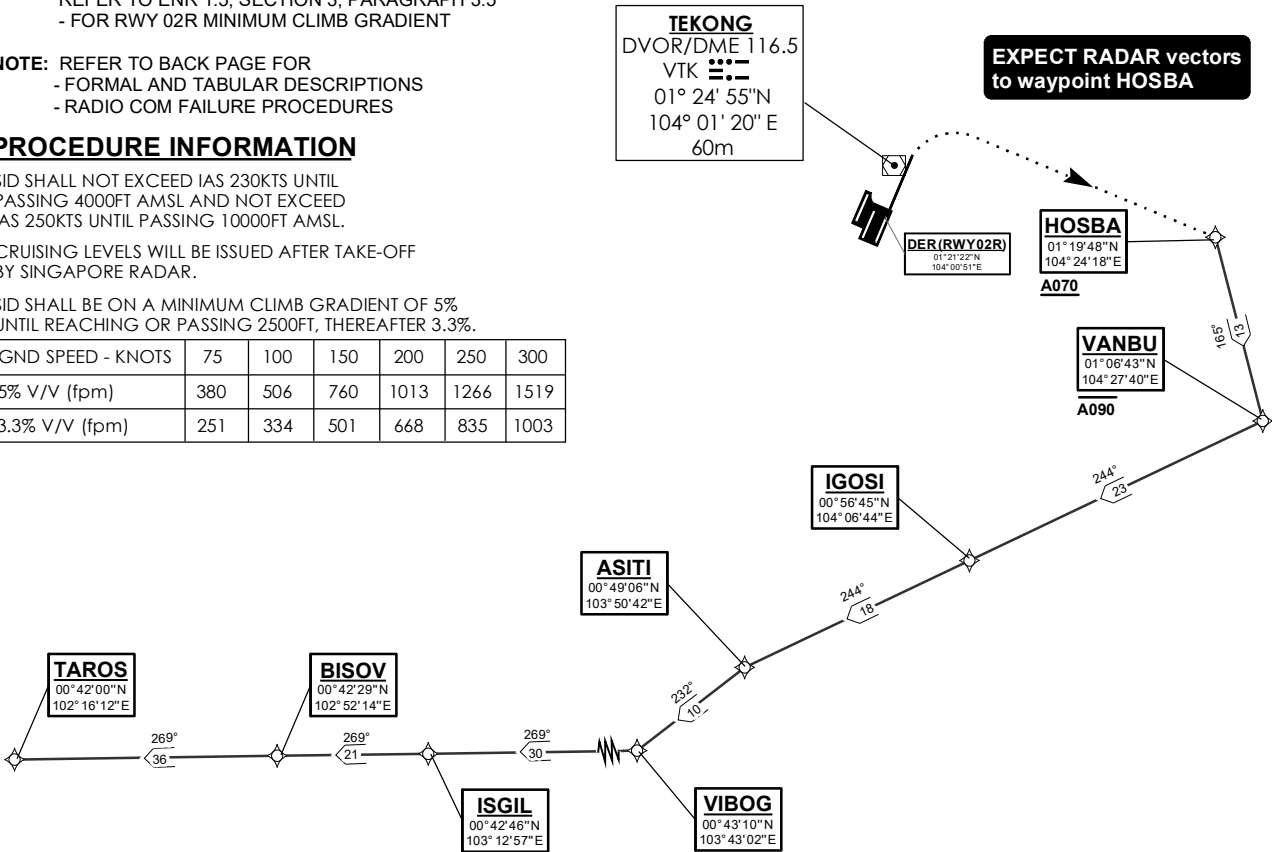 REFER TO ENR 1.5, SECTION 3, PARAGRAPH 3.5
- FOR RWY 02R MINIMUM CLIMB GRADIENT
NOTE: REFER TO BACK PAGE FOR
- FORMAL AND TABULAR DESCRIPTIONS
- RADIO COM FAILURE PROCEDURES
PROCEDURE INFORMATION
SID SHALL NOT EXCEED IAS 230KTS UNTIL
PASSING 4000FT AMSL AND NOT EXCEED
IAS 250KTS UNTIL PASSING 10000FT AMSL.
CRUISING LEVELS WILL BE ISSUED AFTER TAKE-OFF
BY SINGAPORE RADAR.
SID SHALL BE ON A MINIMUM CLIMB GRADIENT OF 5%
UNTIL REACHING OR PASSING 2500FT, THEREAFTER 3.3%.
GND SPEED - KNOTS 75 100 150 200 250 300
5% V/V (fpm) 380 506 760 1013 1266 1519
3.3% V/V (fpm) 251 334 501 668 835 1003
TEKONG
DVOR/DME 116.5
VTK
01° 24' 55"N
104° 01' 20" E
60m
EXPECT RADAR vectors
to waypoint HOSBA
DER(RWY02R)
01°21'22"N
104°00'51"E
HOSBA
01°19'48"N
104°24'18"E
A070
165°
13
VANBU
01°06'43"N
104°27'40"E
A090
244°
23
IGOSI
00°56'45"N
104°06'44"E
244°
18
ASITI
00°49'06"N
103°50'42"E
232°
10
VIBOG
00°43'10"N
103°43'02"E
269°
30
ISGIL
00°42'46"N
103°12'57"E
269°
21
BISOV
00°42'29"N
102°52'14"E
269°
36
TAROS
00°42'00"N
102°16'12"E